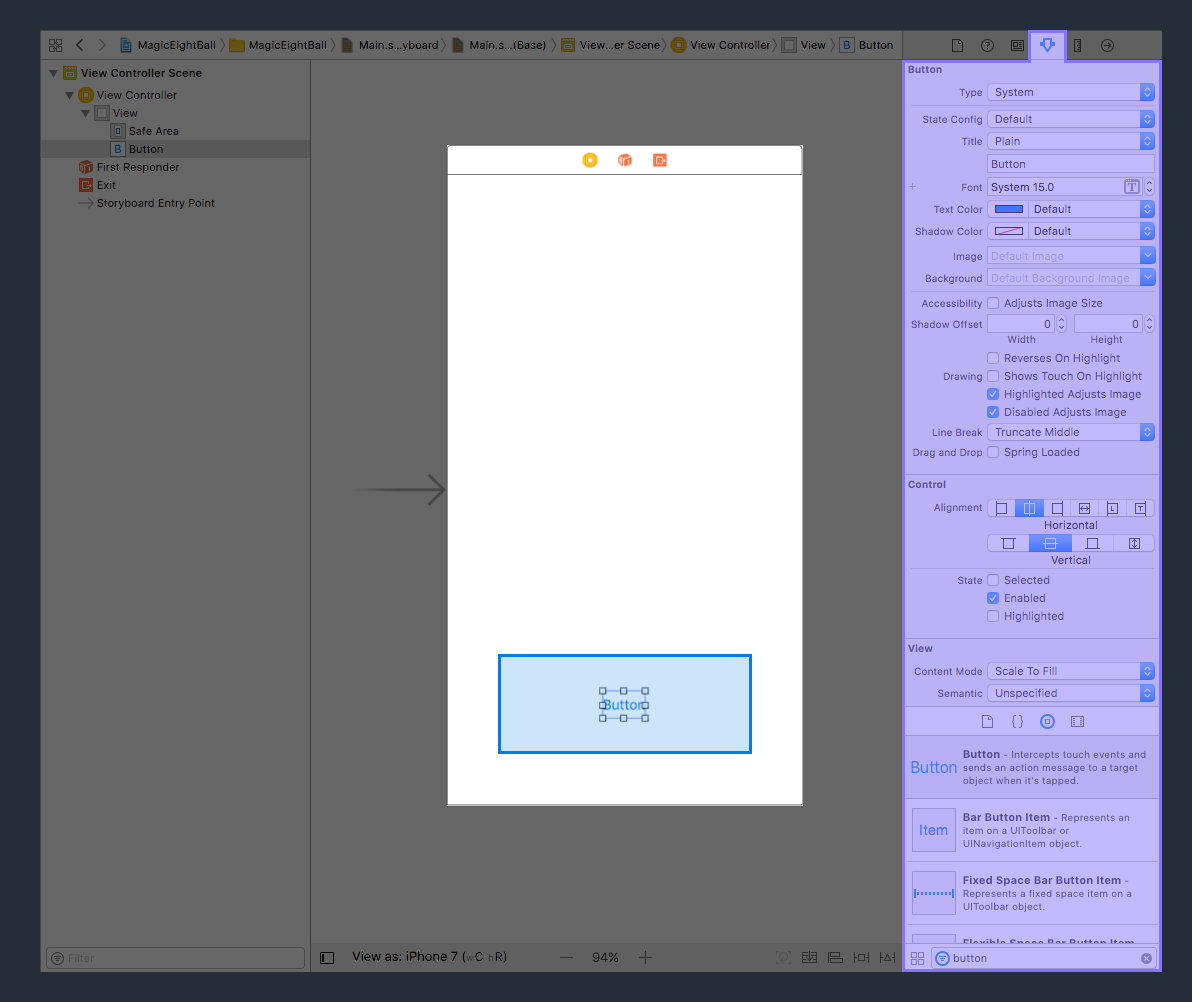 MagicEightBall
MagicEightBall
Main.s...yboard
Main.s...(Base)
View...er Scene
View Controller
View
B Button
View Controller Scene
View Controller
View
Safe Area
B Button
First Responder
Exit
Storyboard Entry Point
Filter
Button
View as: iPhone 7 (wC hR)
94%
Button
Type System
State Config Default
Title Plain
Button
Font System 15.0 T
Text Color Default
Shadow Color Default
Image Default Image
Background Default Background Image
Accessibility Adjusts Image Size
Shadow Offset 0 0
Width Height
Reverses On Highlight
Drawing Shows Touch On Highlight
Highlighted Adjusts Image
Disabled Adjusts Image
Line Break Truncate Middle
Drag and Drop Spring Loaded
Control
Alignment L T
Horizontal
Vertical
State Selected
Enabled
Highlighted
View
Content Mode Scale To Fill
Semantic Unspecified
{}
Button
Button - Intercepts touch events and
sends an action message to a target
object when it's tapped.
Item
Bar Button Item - Represents an
item on a UIToolbar or
UINavigationItem object.
Fixed Space Bar Button Item -
Represents a fixed space item on a
UIToolbar object.
Flexible Space Bar Button Item
button